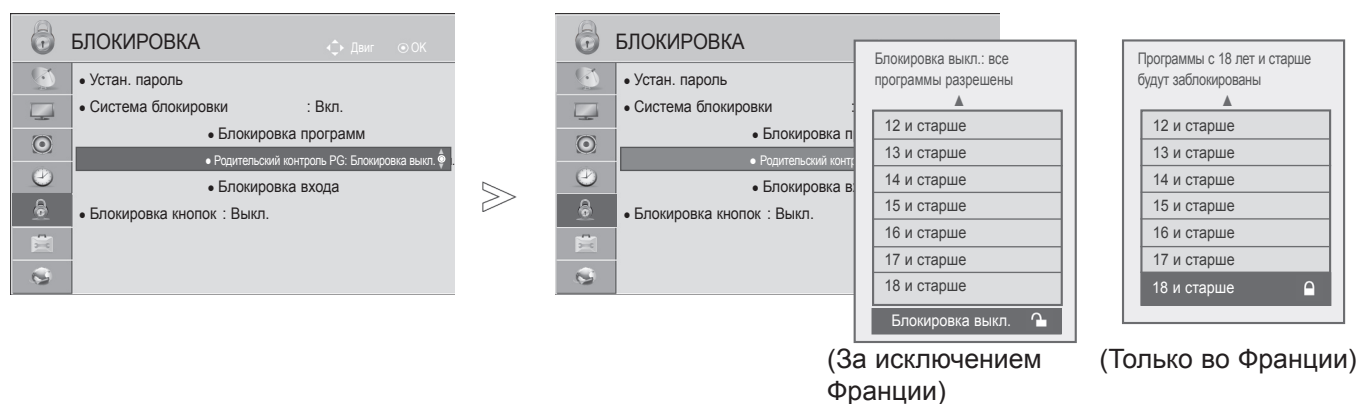 БЛОКИРОВКА
Двиг
OK
• Устан. пароль
• Система блокировки : Вкл.
• Блокировка программ
• Родительский контроль PG: Блокировка выкл.
• Блокировка входа
• Блокировка кнопок : Выкл.
БЛОКИРОВКА
• Устан. пароль
• Система блокировки :
• Блокировка п
• Родительский конт
• Блокировка в
• Блокировка кнопок : Выкл.
Блокировка выкл.: все
программы разрешены
12 и старше
13 и старше
14 и старше
15 и старше
16 и старше
17 и старше
18 и старше
Блокировка выкл.
(За исключением
Франции)
Программы с 18 лет и старше
будут заблокированы
12 и старше
13 и старше
14 и старше
15 и старше
16 и старше
17 и старше
18 и старше
(Только во Франции)